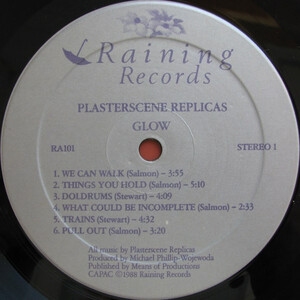 Raining
Records
PLASTERSCENE REPLICAS
GLOW
RA101 STEREO 1
1. WE CAN WALK (Salmon) – 3:55
2. THINGS YOU HOLD (Salmon) – 5:10
3. DOLDRUMS (Stewart) – 4:09
4. WHAT COULD BE INCOMPLETE (Salmon) – 2:33
5. TRAINS (Stewart) – 4:32
6. PULL OUT (Salmon) – 3:20
All music by Plasterscene Replicas
Produced by Michael Phillip-Wojewoda
Published by Means of Productions
CAPAC ©1988 Raining Records